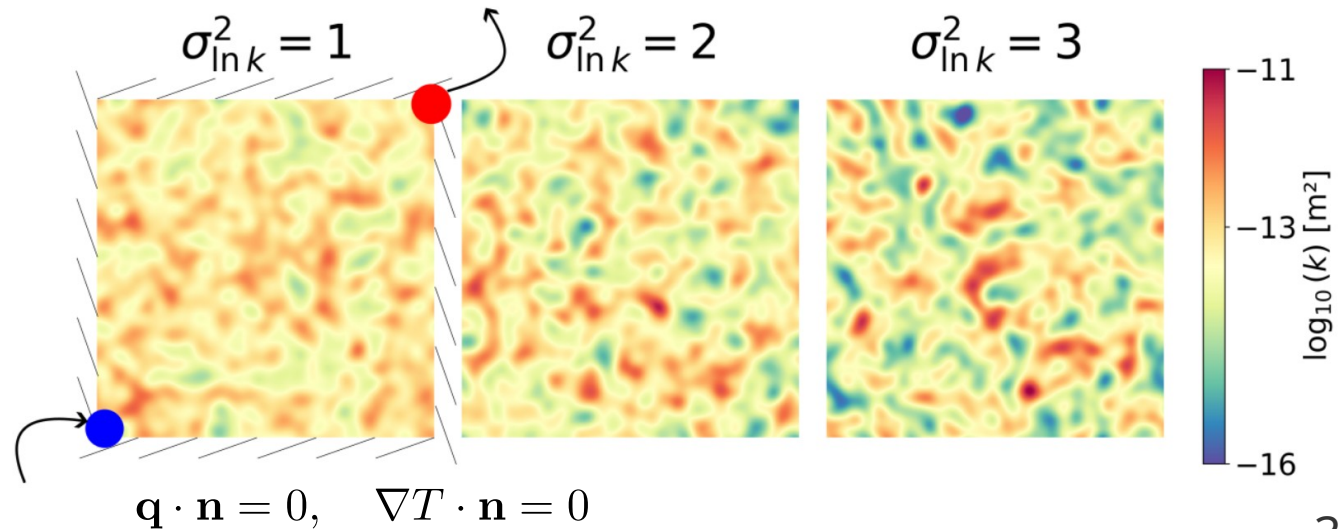 σ²ₗₙ ₖ = 1
σ²ₗₙ ₖ = 2
σ²ₗₙ ₖ = 3
−11
−13
−16
log₁₀ (k) [m²]
q · n = 0, ∇T · n = 0